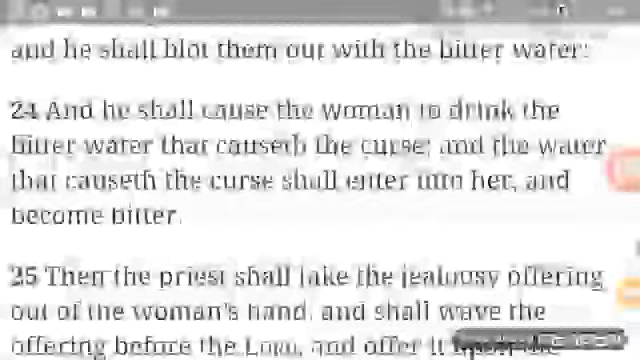 and he shall blot them out with the bitter water:
24 And he shall cause the woman to drink the
bitter water that causeth the curse: and the water
that causeth the curse shall enter into her, and
become bitter.
25 Then the priest shall take the jealousy offering
out of the woman's hand, and shall wave the
offering before the LORD, and offer it